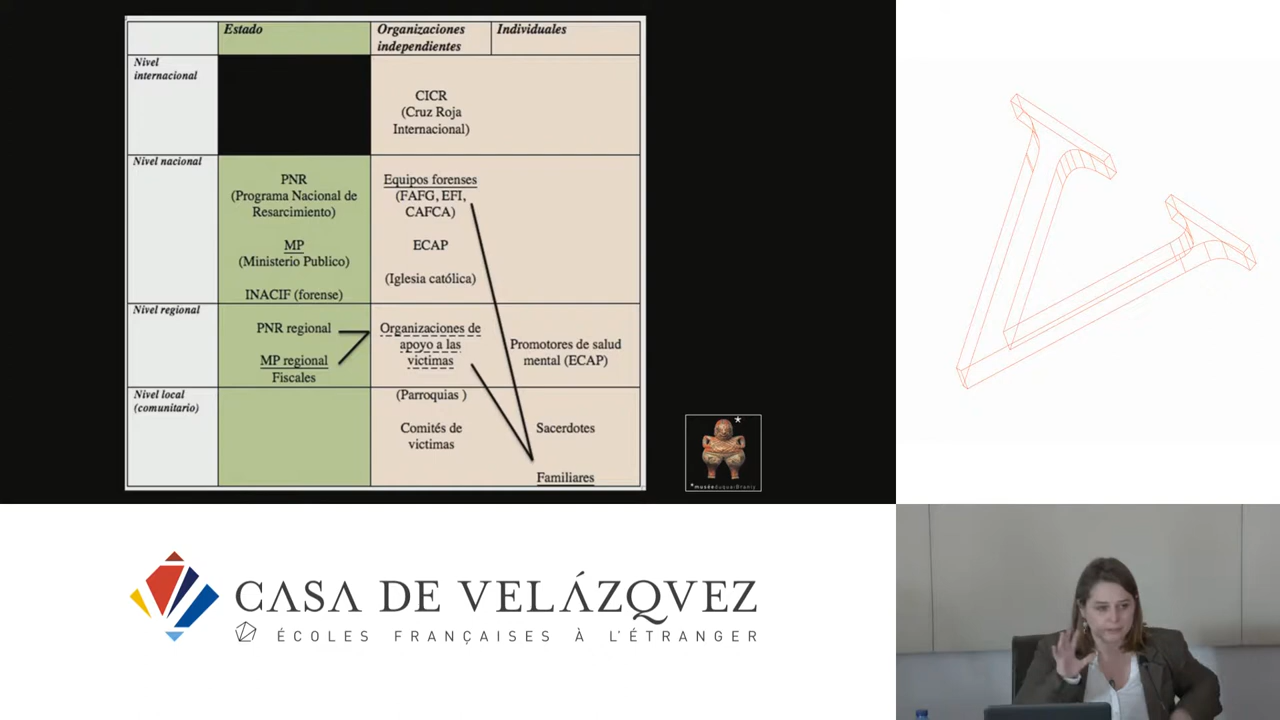 Estado
Organizaciones
independientes
Individuales
Nivel
internacional
CICR
(Cruz Roja
Internacional)
Nivel nacional
PNR
(Programa Nacional de
Resarcimiento)
MP
(Ministerio Publico)
INACIF (forense)
Equipos forenses
(FAFG, EFI,
CAFCA)
ECAP
(Iglesia católica)
Nivel regional
PNR regional
MP regional
Fiscales
Organizaciones de
apoyo a las
victimas
Promotores de salud
mental (ECAP)
Nivel local
(comunitario)
(Parroquias )
Comités de
victimas
Sacerdotes
Familiares
*muséeduquaiBranly
CASA DE VELÁZQVEZ
ÉCOLES FRANÇAISES À L'ÉTRANGER